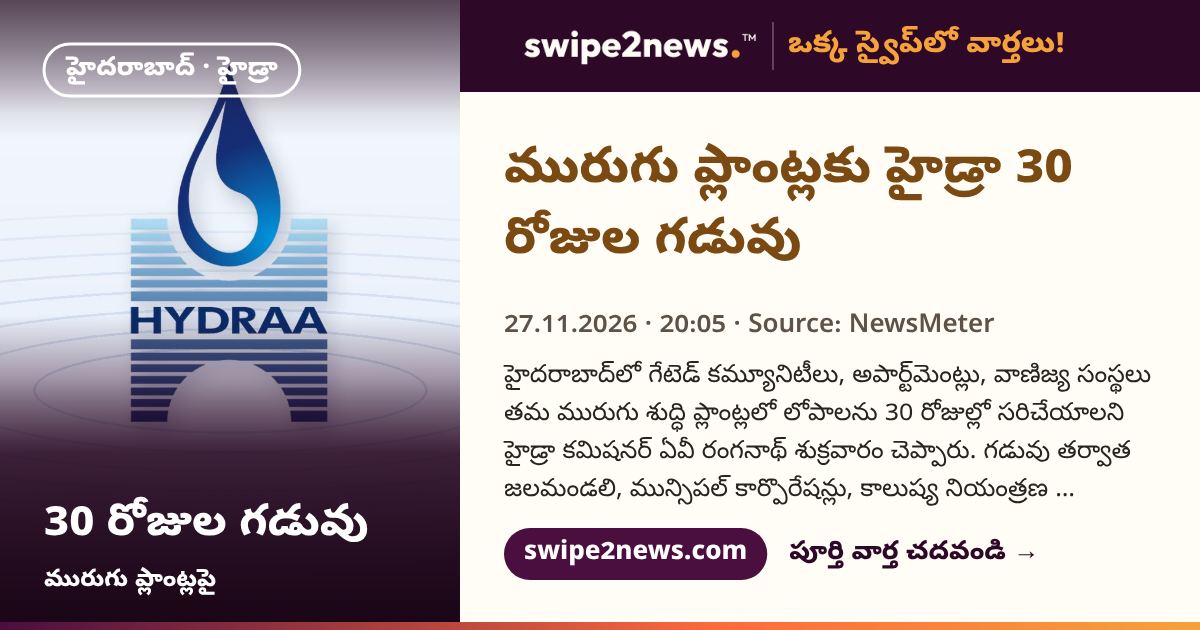 హైదరాబాద్ · హైడ్రా
HYDRAA
30 రోజుల గడువు
మురుగు ప్లాంట్లపై
swipe2news.™ ఒక్క స్వైప్‌లో వార్తలు!
మురుగు ప్లాంట్లకు హైడ్రా 30
రోజుల గడువు
27.11.2026 · 20:05 · Source: NewsMeter
హైదరాబాద్‌లో గేటెడ్ కమ్యూనిటీలు, అపార్ట్‌మెంట్లు, వాణిజ్య సంస్థలు
తమ మురుగు శుద్ధి ప్లాంట్లలో లోపాలను 30 రోజుల్లో సరిచేయాలని
హైడ్రా కమిషనర్ ఏవీ రంగనాథ్ శుక్రవారం చెప్పారు. గడువు తర్వాత
జలమండలి, మున్సిపల్ కార్పొరేషన్లు, కాలుష్య నియంత్రణ ...
swipe2news.com పూర్తి వార్త చదవండి →